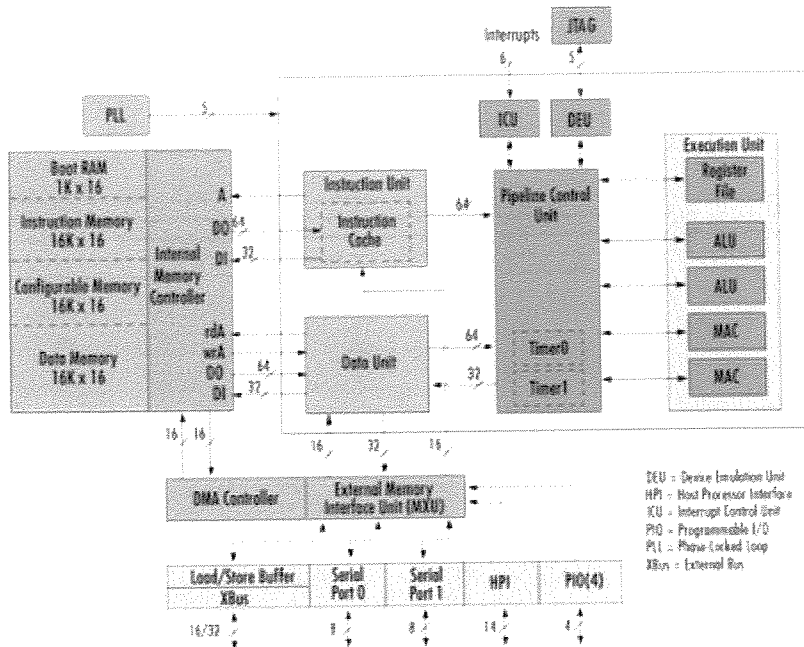 Interrupts
JTAG
6
5
PLL
5
ICU
DEU
Boot RAM
1K x 16
Instruction Memory
16K x 16
Configurable Memory
16K x 16
Data Memory
16K x 16
Internal
Memory
Controller
A
DO
DI
rdA
wrA
DO
DI
64
32
64
32
Instruction Unit
Instruction
Cache
64
Data Unit
64
32
Pipeline Control
Unit
Timer0
Timer1
Execution Unit
Register
File
ALU
ALU
MAC
MAC
16
16
16
32
16
DMA Controller
External Memory
Interface Unit (MXU)
DEU = Device Emulation Unit
HPI = Host Processor Interface
ICU = Interrupt Control Unit
PIO = Programmable I/O
PLL = Phase Locked Loop
XBus = External Bus
Load/Store Buffer
XBus
Serial
Port 0
Serial
Port 1
HPI
PIO(4)
16/32
8
8
14
4